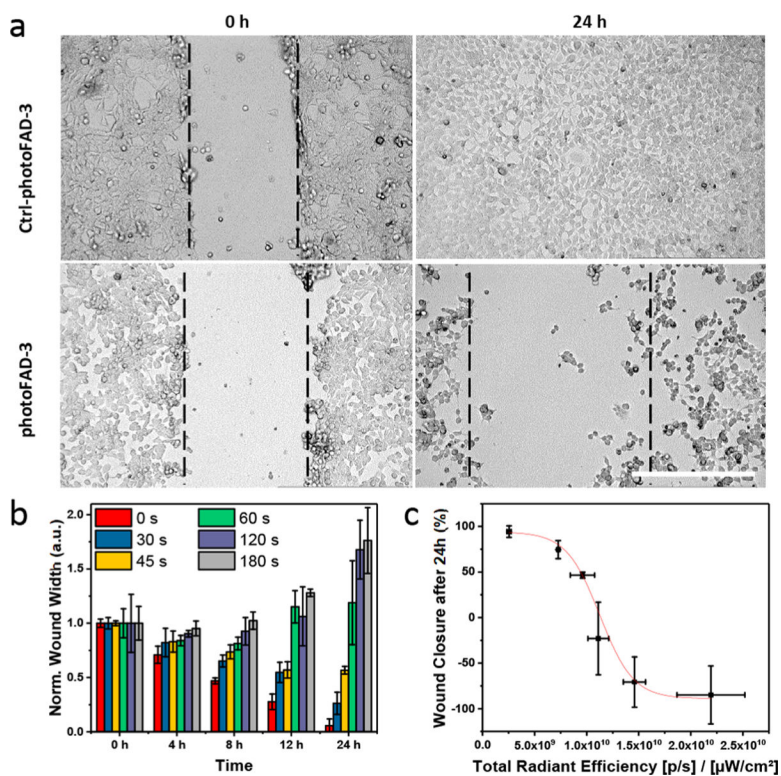 a
0 h
24 h
Ctrl-photoFAD-3
photoFAD-3
b
Norm. Wound Width (a.u.)
0 s
30 s
45 s
60 s
120 s
180 s
1.5
1.0
0.5
0.0
0 h
4 h
8 h
12 h
24 h
Time
c
Wound Closure after 24h (%)
100
50
0
-50
-100
0.0
5.0x10⁹
1.0x10¹⁰
1.5x10¹⁰
2.0x10¹⁰
2.5x10¹⁰
Total Radiant Efficiency [p/s] / [µW/cm²]